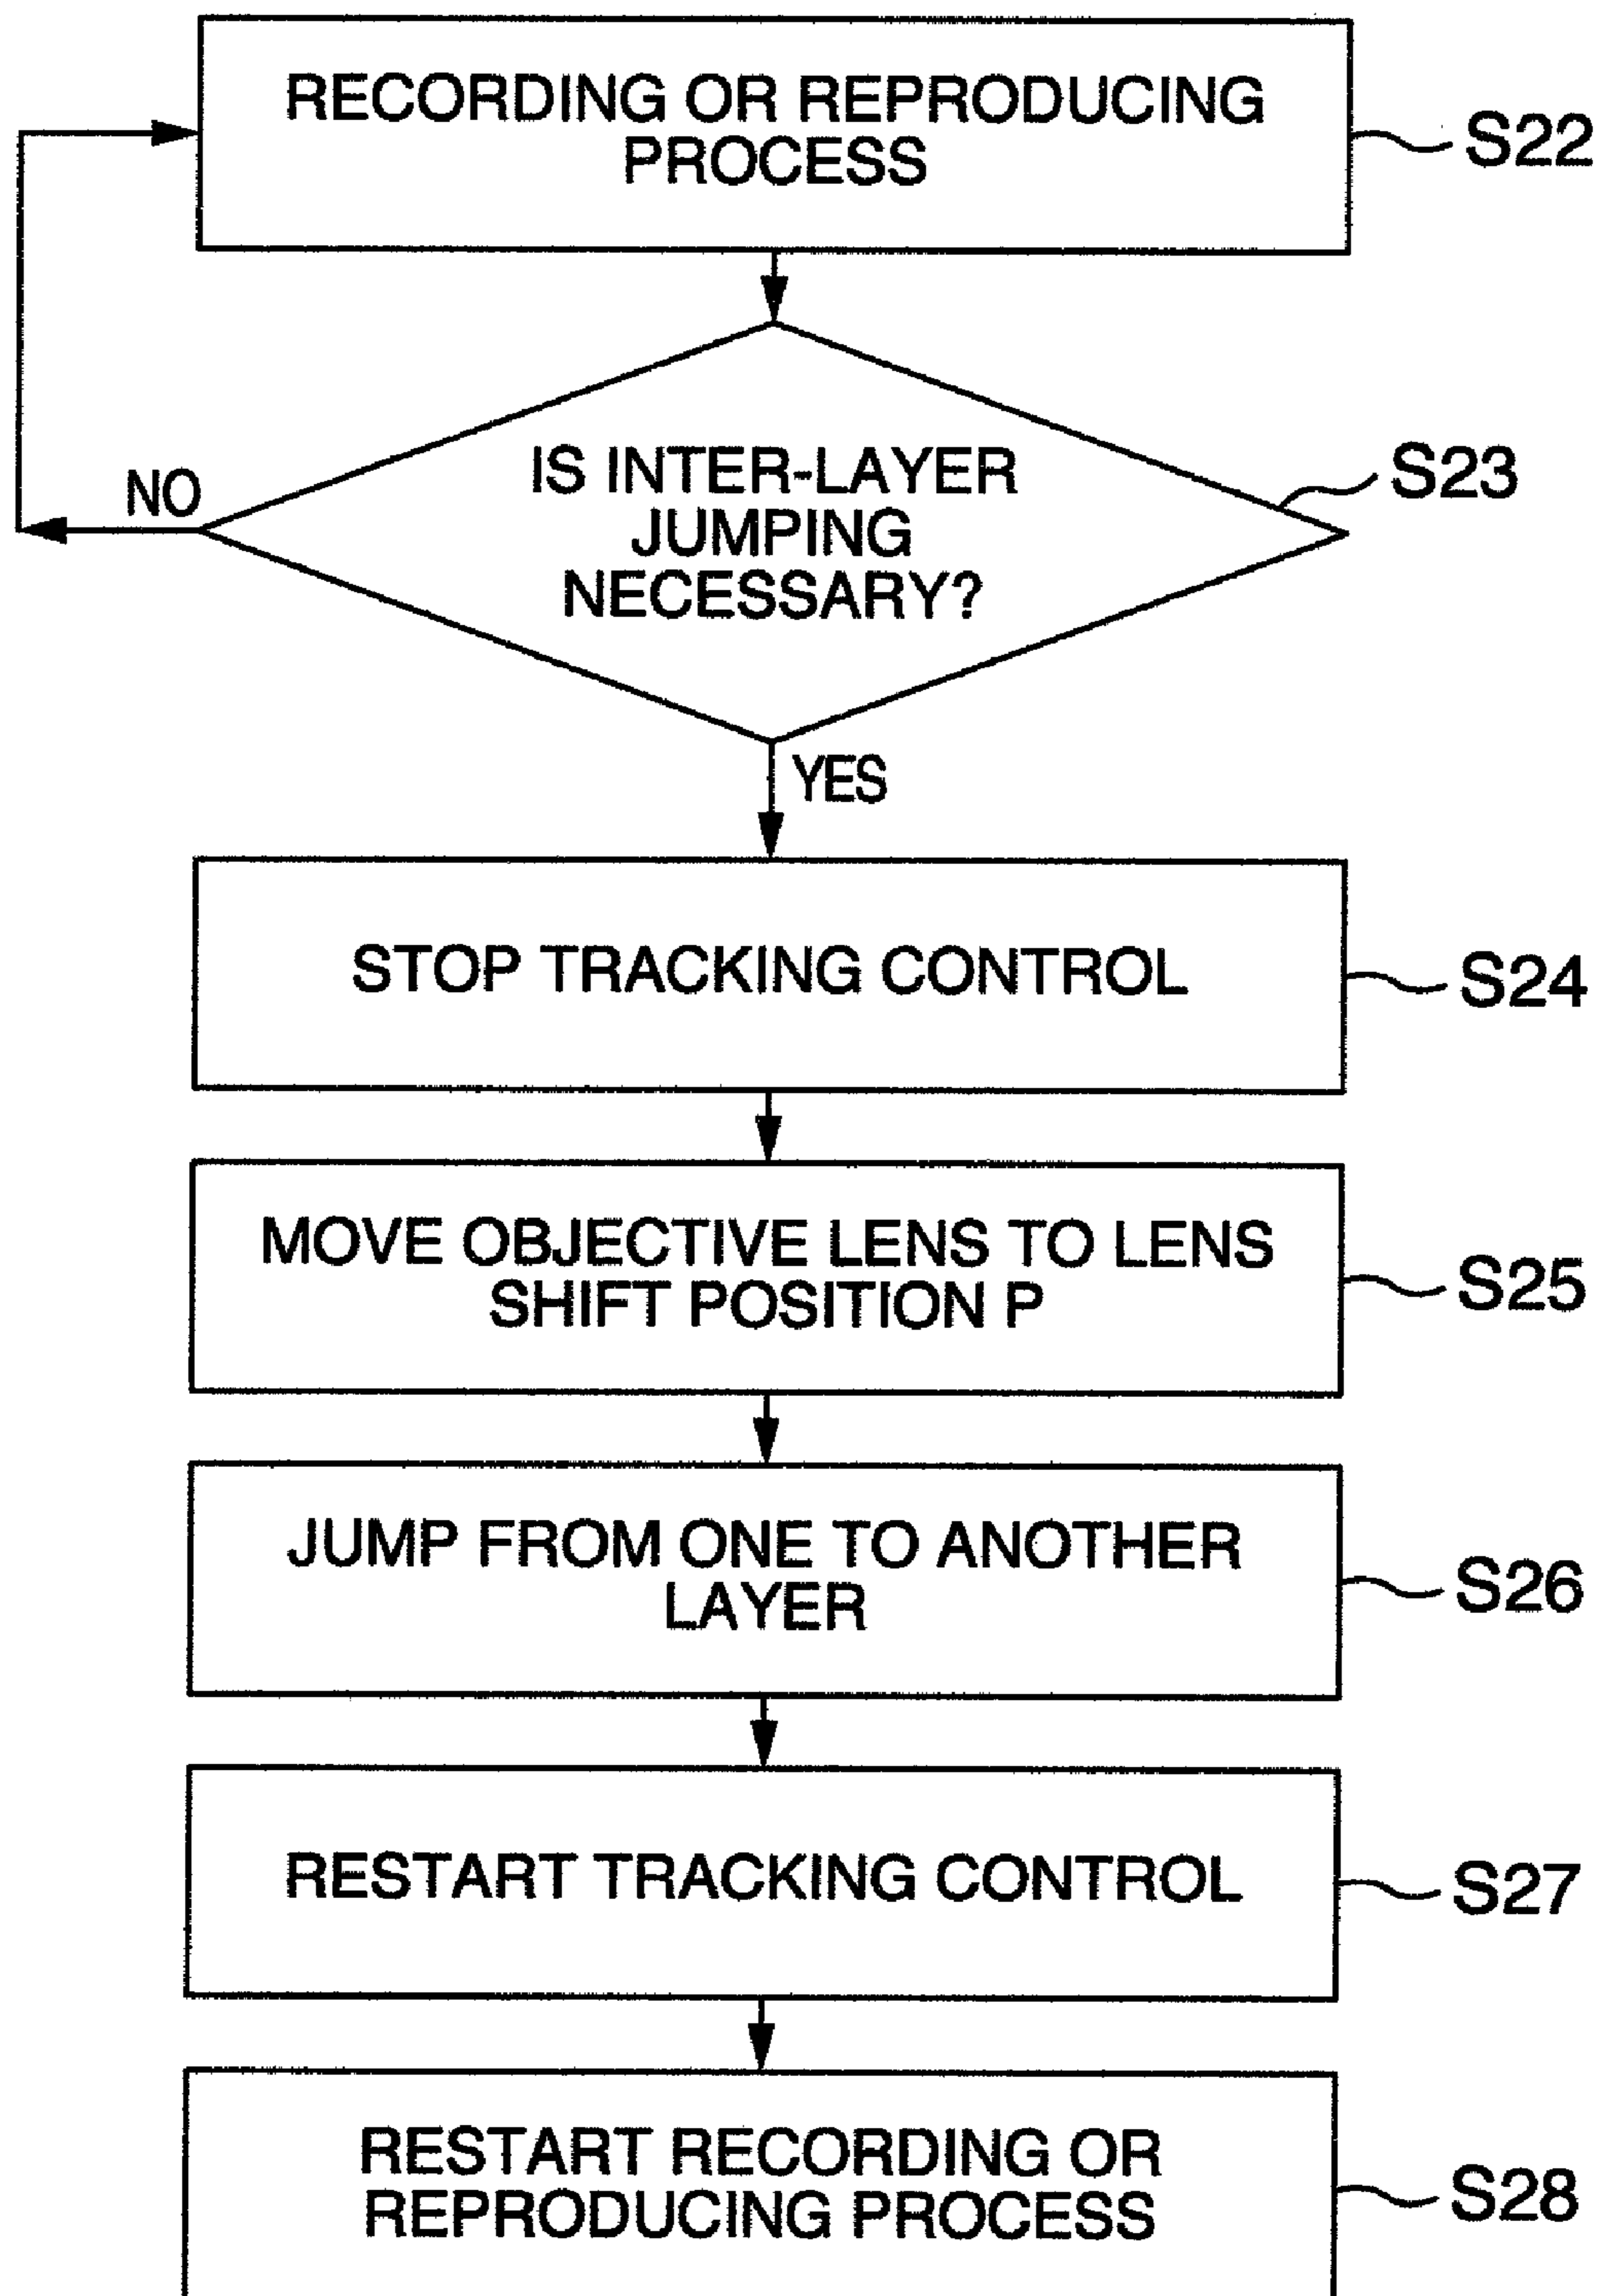 RECORDING OR REPRODUCING
PROCESS
S22
IS INTER-LAYER
JUMPING
NECESSARY?
S23
NO
YES
STOP TRACKING CONTROL
S24
MOVE OBJECTIVE LENS TO LENS
SHIFT POSITION P
S25
JUMP FROM ONE TO ANOTHER
LAYER
S26
RESTART TRACKING CONTROL
S27
RESTART RECORDING OR
REPRODUCING PROCESS
S28